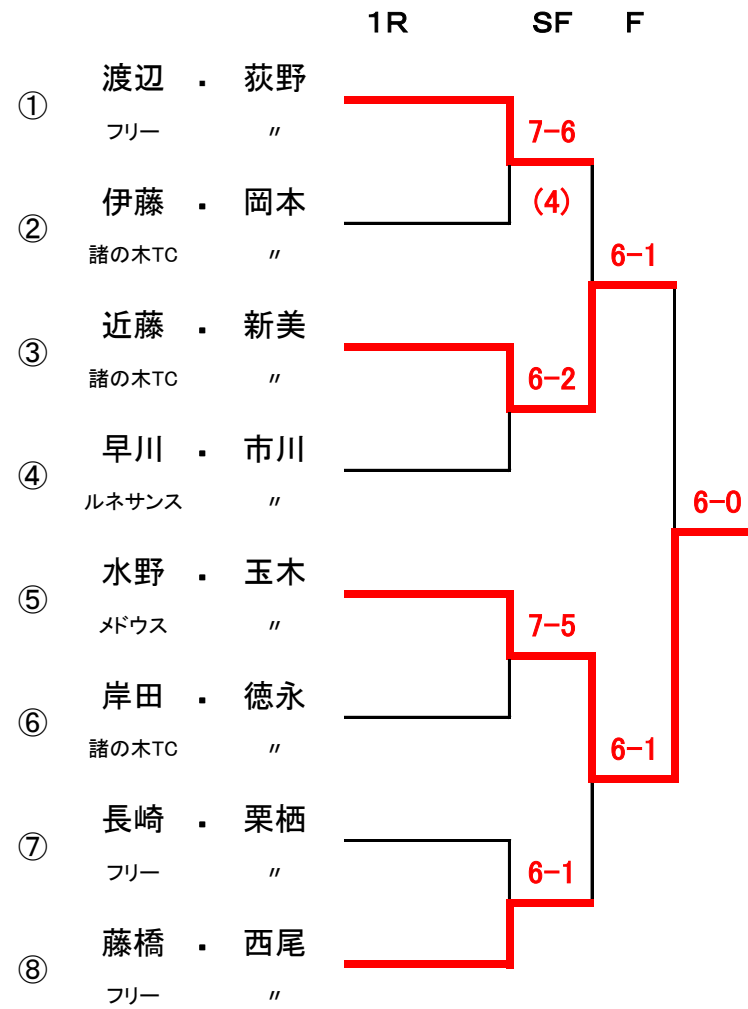 1R SF F
① 渡辺 ・ 荻野
フリー 〃 7-6
② 伊藤 ・ 岡本 (4)
諸の木TC 〃 6-1
③ 近藤 ・ 新美
諸の木TC 〃 6-2
④ 早川 ・ 市川
ルネサンス 〃 6-0
⑤ 水野 ・ 玉木
メドウス 〃 7-5
⑥ 岸田 ・ 徳永
諸の木TC 〃 6-1
⑦ 長崎 ・ 栗栖
フリー 〃 6-1
⑧ 藤橋 ・ 西尾
フリー 〃